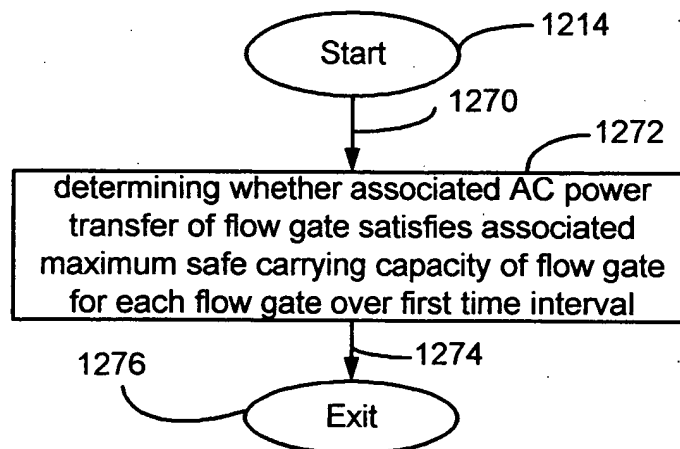 1214
Start
1270
1272
determining whether associated AC power
transfer of flow gate satisfies associated
maximum safe carrying capacity of flow gate
for each flow gate over first time interval
1274
1276
Exit